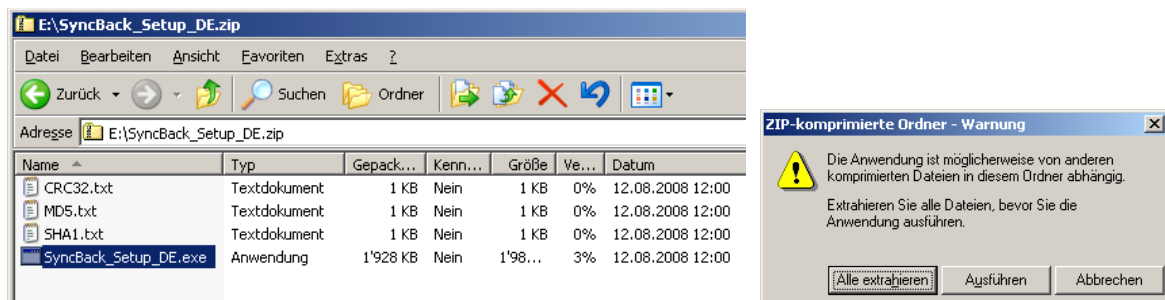 E:\SyncBack_Setup_DE.zip
Datei Bearbeiten Ansicht Favoriten Extras ?
Zurück Suchen Ordner
Adresse E:\SyncBack_Setup_DE.zip
Name Typ Gepack... Kenn... Größe Ve... Datum
CRC32.txt Textdokument 1 KB Nein 1 KB 0% 12.08.2008 12:00
MD5.txt Textdokument 1 KB Nein 1 KB 0% 12.08.2008 12:00
SHA1.txt Textdokument 1 KB Nein 1 KB 0% 12.08.2008 12:00
SyncBack_Setup_DE.exe Anwendung 1'928 KB Nein 1'98... 3% 12.08.2008 12:00
ZIP-komprimierte Ordner - Warnung
Die Anwendung ist möglicherweise von anderen
komprimierten Dateien in diesem Ordner abhängig.
Extrahieren Sie alle Dateien, bevor Sie die
Anwendung ausführen.
Alle extrahieren Ausführen Abbrechen